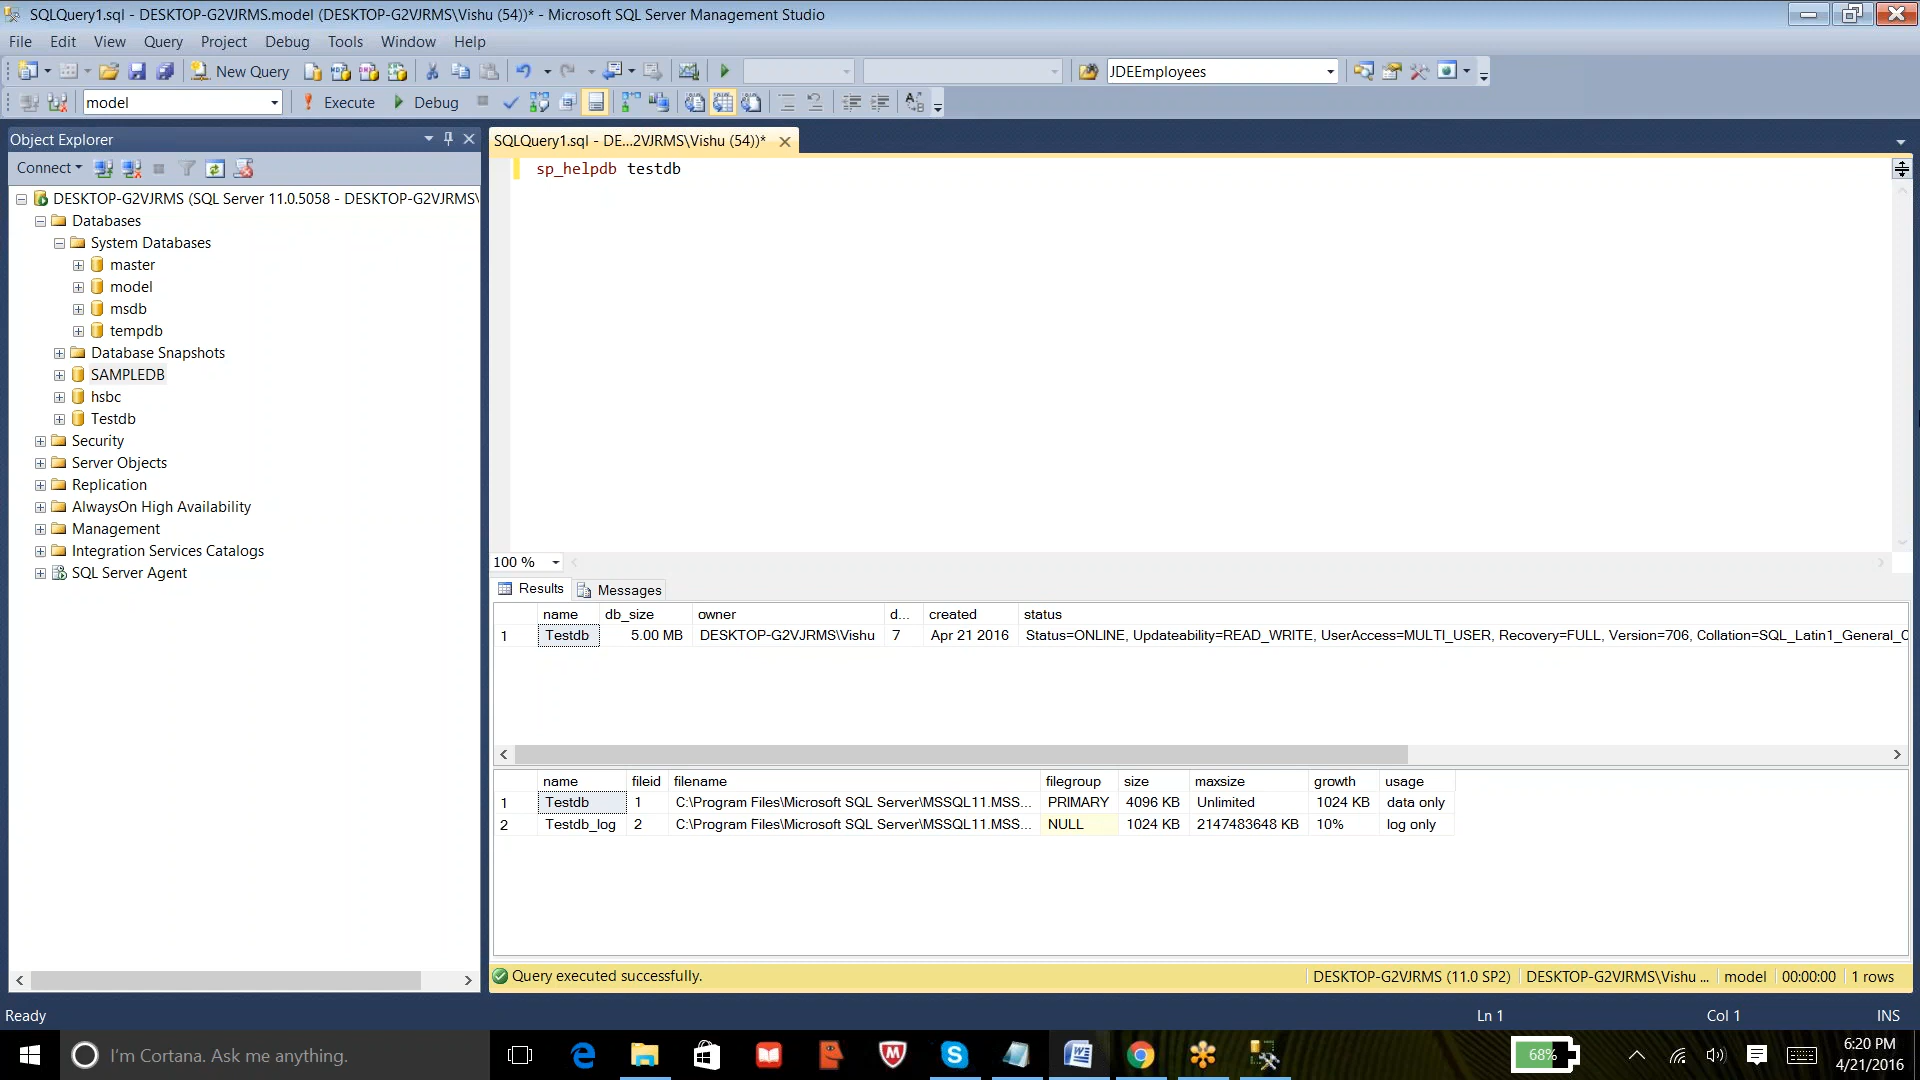 SQLQuery1.sql - DESKTOP-G2VJRMS.model (DESKTOP-G2VJRMS\Vishu (54))* - Microsoft SQL Server Management Studio
File Edit View Query Project Debug Tools Window Help
New Query JDEEmployees
model Execute Debug
Object Explorer
SQLQuery1.sql - DE...2VJRMS\Vishu (54))*
Connect
sp_helpdb testdb
DESKTOP-G2VJRMS (SQL Server 11.0.5058 - DESKTOP-G2VJRMS\
Databases
System Databases
master
model
msdb
tempdb
Database Snapshots
SAMPLEDB
hsbc
Testdb
Security
Server Objects
Replication
AlwaysOn High Availability
Management
Integration Services Catalogs
SQL Server Agent
100 %
Results Messages
name db_size owner d... created status
1 Testdb 5.00 MB DESKTOP-G2VJRMS\Vishu 7 Apr 21 2016 Status=ONLINE, Updateability=READ_WRITE, UserAccess=MULTI_USER, Recovery=FULL, Version=706, Collation=SQL_Latin1_General_C
name fileid filename filegroup size maxsize growth usage
1 Testdb 1 C:\Program Files\Microsoft SQL Server\MSSQL11.MSS... PRIMARY 4096 KB Unlimited 1024 KB data only
2 Testdb_log 2 C:\Program Files\Microsoft SQL Server\MSSQL11.MSS... NULL 1024 KB 2147483648 KB 10% log only
Query executed successfully. DESKTOP-G2VJRMS (11.0 SP2) DESKTOP-G2VJRMS\Vishu ... model 00:00:00 1 rows
Ready Ln 1 Col 1 INS
I'm Cortana. Ask me anything. 68% 6:20 PM
4/21/2016